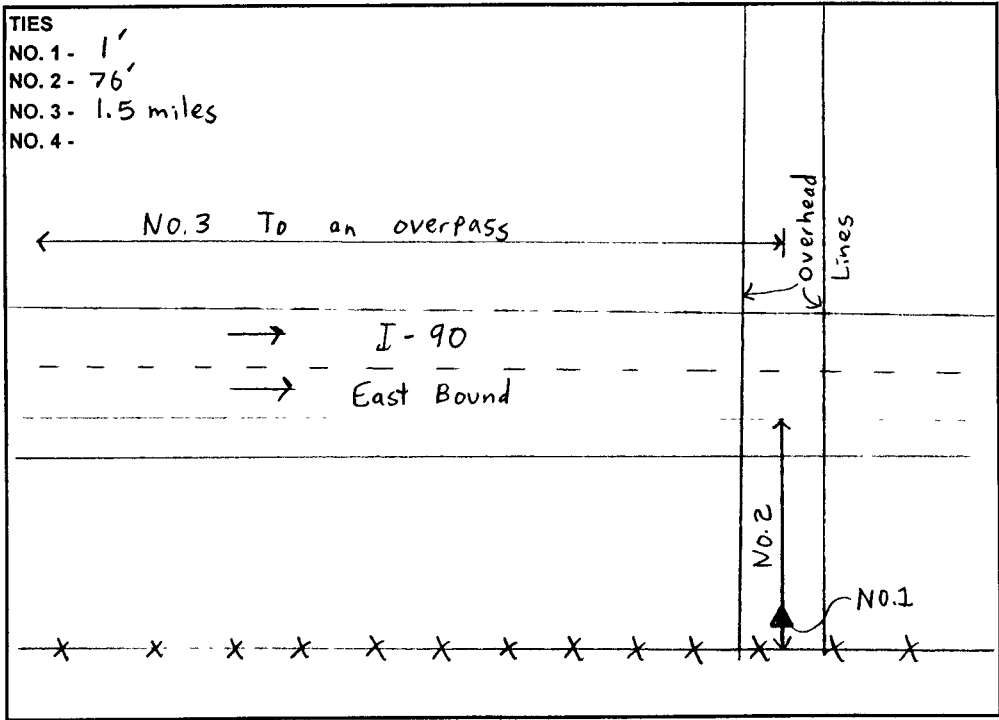 TIES
NO. 1 - 1'
NO. 2 - 76'
NO. 3 - 1.5 miles
NO. 4 -
No. 3 To an overpass
Overhead
Lines
I - 90
East Bound
No. 2
No. 1